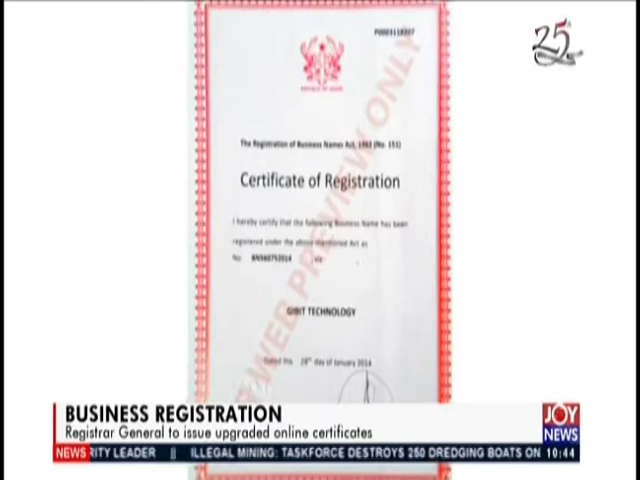 P0003118207
25
REPUBLIC OF GHANA
WEB PREVIEW ONLY
The Registration of Business Names Act, 1962 (No. 151)
Certificate of Registration
I hereby certify that the following Business Name has been
registered under the above mentioned Act as
No BN560752014
GIBIT TECHNOLOGY
Dated this 28th day of January 2014
BUSINESS REGISTRATION
Registrar General to issue upgraded online certificates
JOY
NEWS
NEWS RITY LEADER || ILLEGAL MINING: TASKFORCE DESTROYS 250 DREDGING BOATS ON 10:44